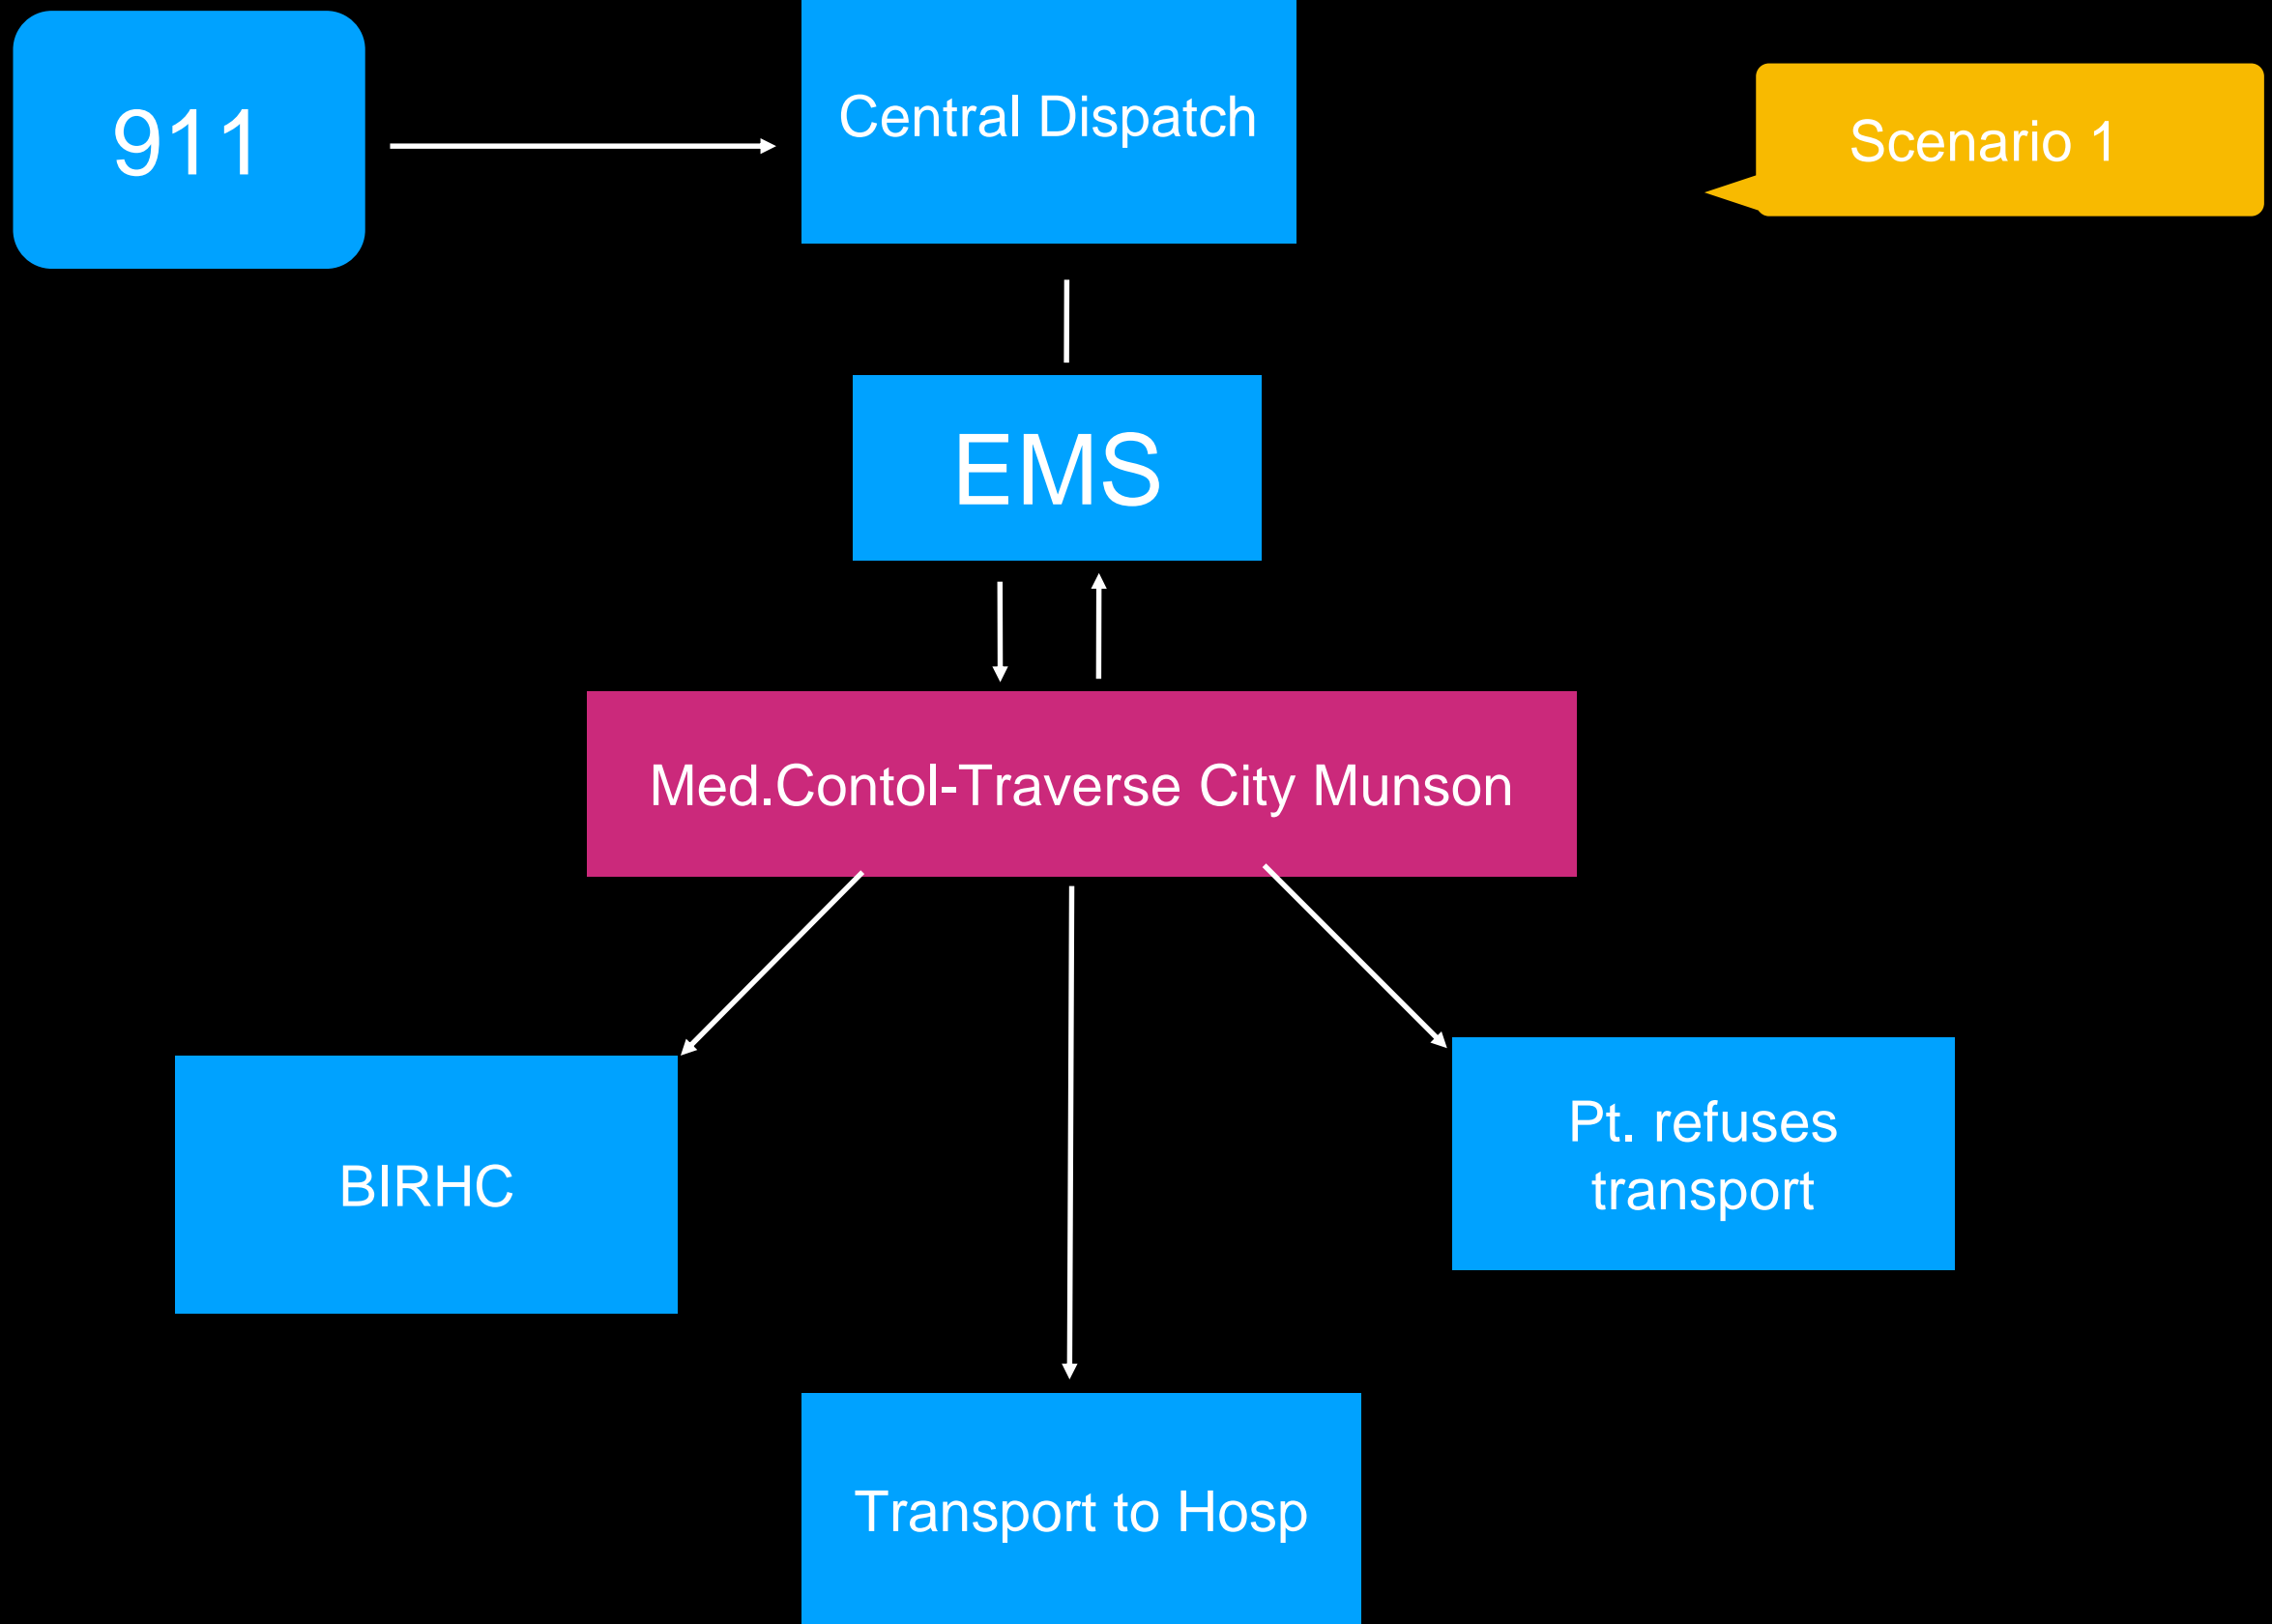 911
Central Dispatch
Scenario 1
EMS
Med.Contol-Traverse City Munson
BIRHC
Pt. refuses
transport
Transport to Hosp